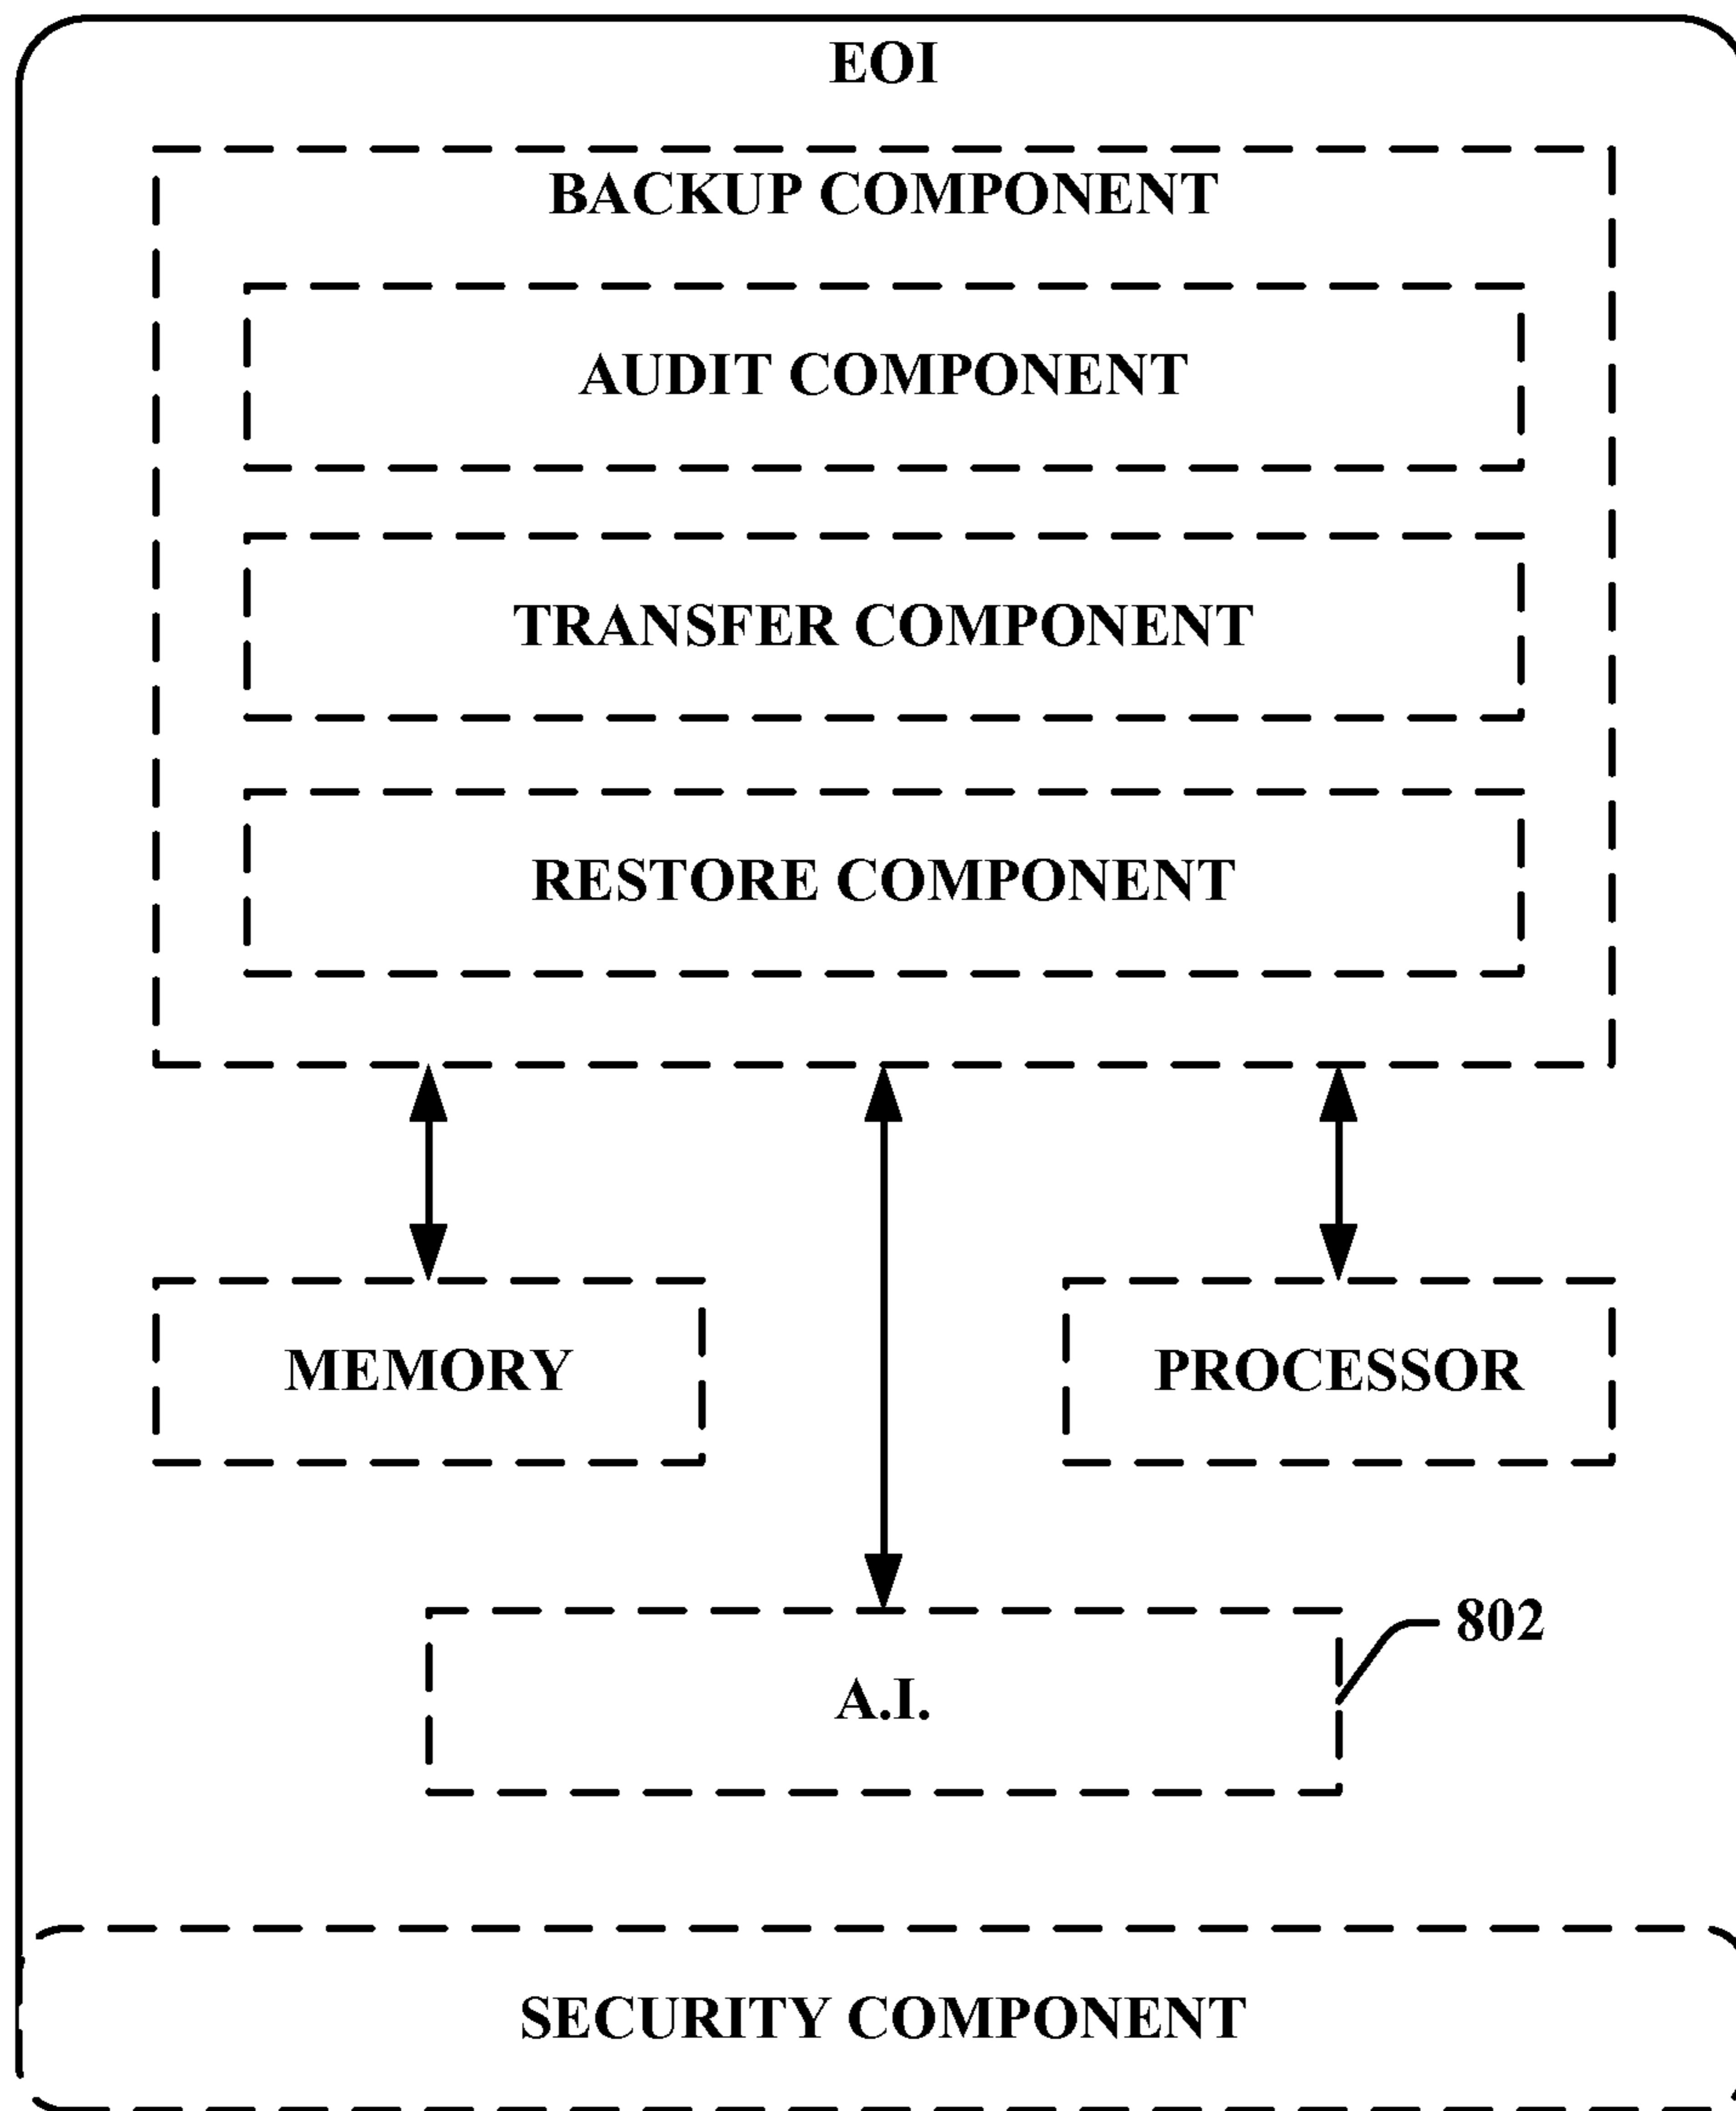 EOI
BACKUP COMPONENT
AUDIT COMPONENT
TRANSFER COMPONENT
RESTORE COMPONENT
MEMORY
PROCESSOR
802
A.I.
SECURITY COMPONENT